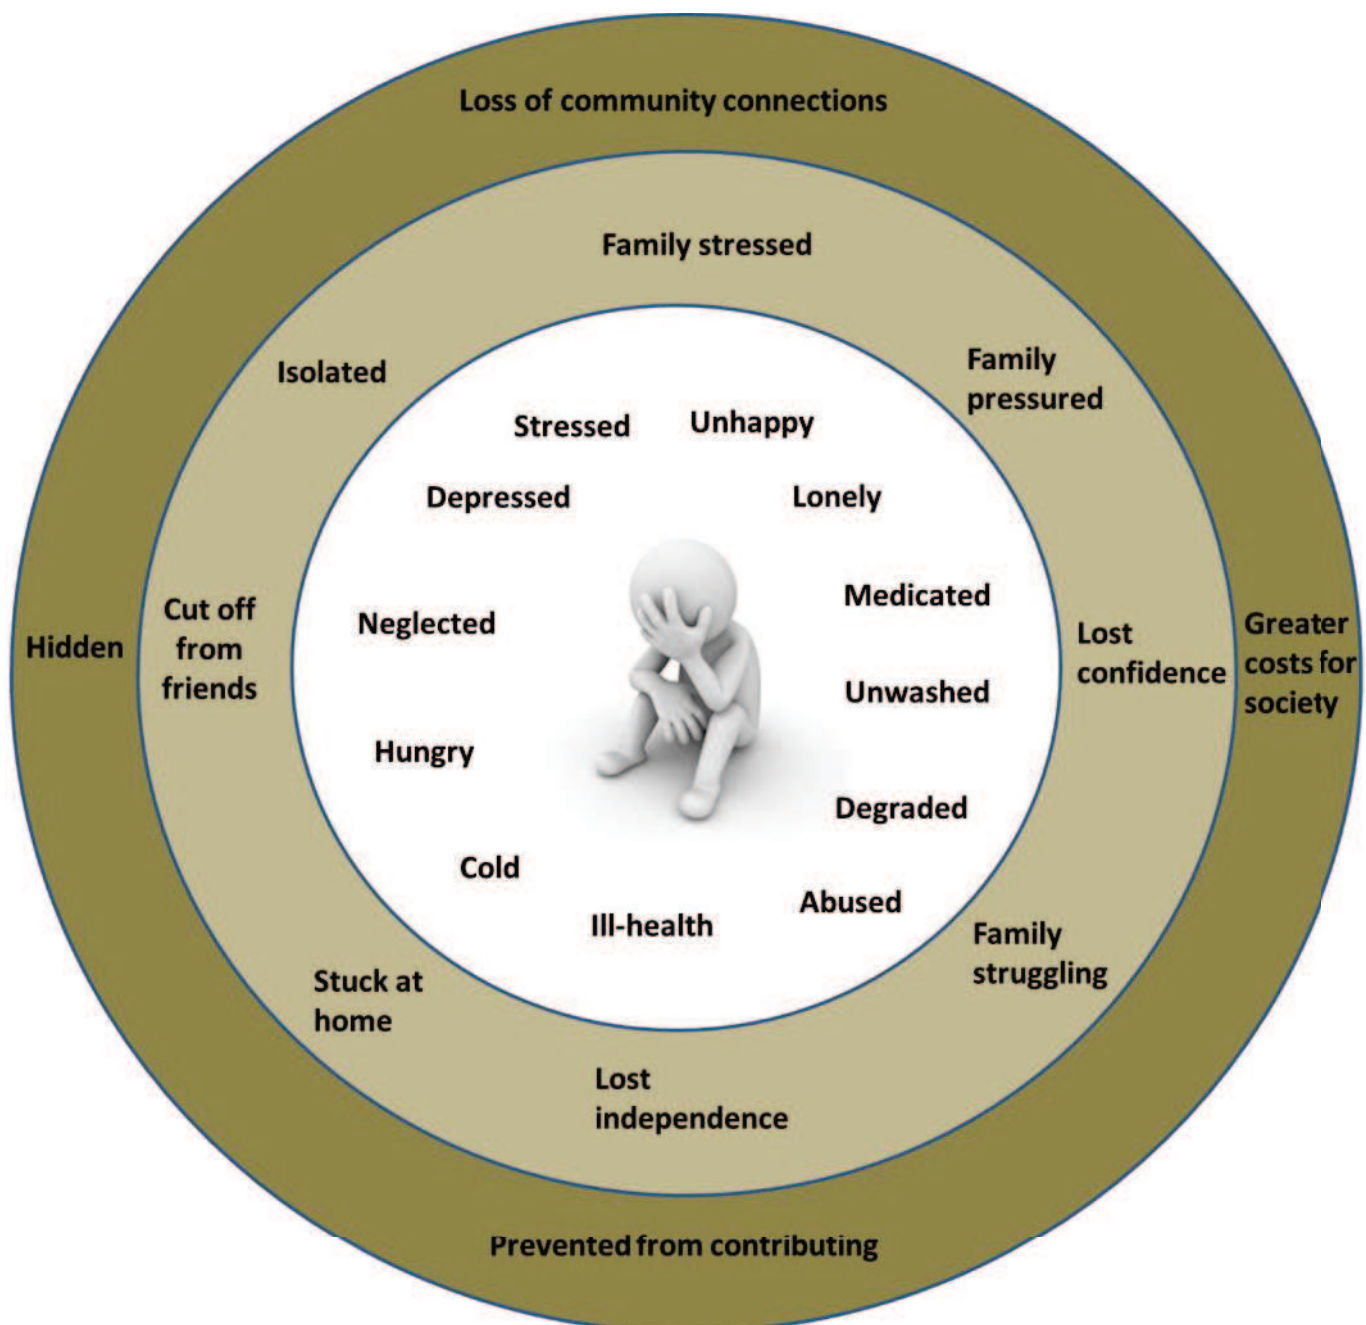 Loss of community connections
Family stressed
Isolated
Family
pressured
Stressed
Unhappy
Depressed
Lonely
Medicated
Neglected
Cut off
from
friends
Hidden
Lost
confidence
Greater
costs for
society
Unwashed
Hungry
Degraded
Cold
Abused
Ill-health
Family
struggling
Stuck at
home
Lost
independence
Prevented from contributing